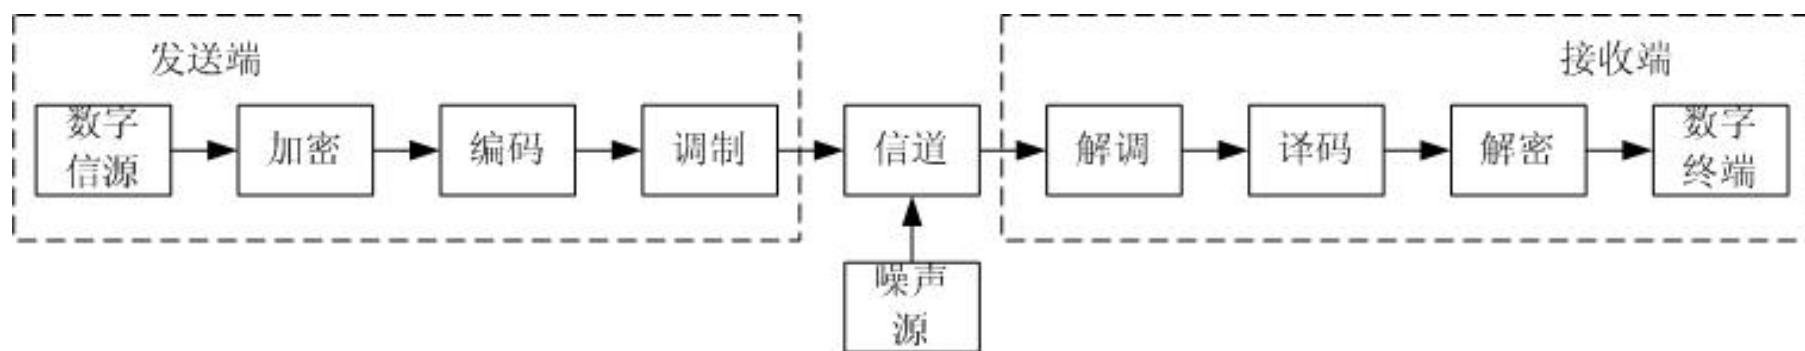 发送端
接收端
数字
信源
加密
编码
调制
信道
解调
译码
解密
数字
终端
噪声
源